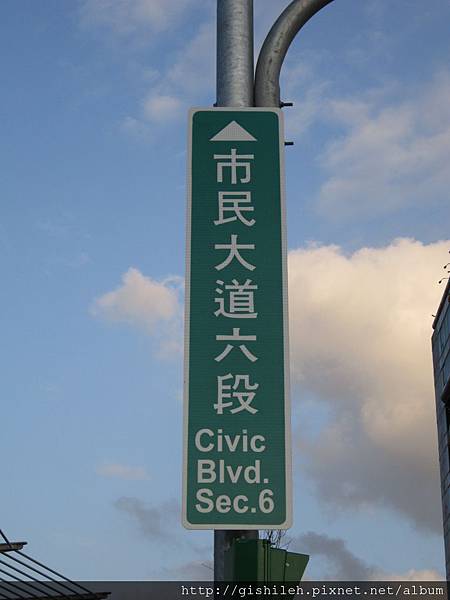 市民大道六段
Civic
Blvd.
Sec.6
http://gishileh.pixnet.net/album